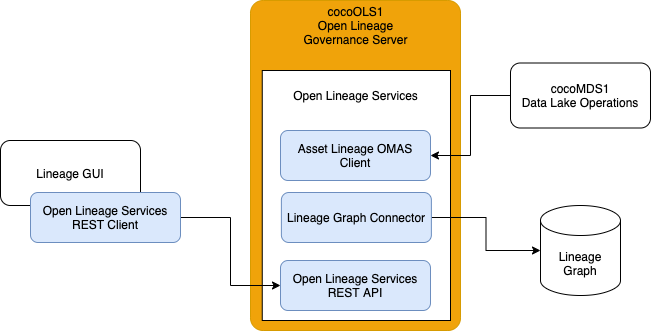 cocoOLS1
Open Lineage
Governance Server
Open Lineage Services
cocoMDS1
Data Lake Operations
Asset Lineage OMAS
Client
Lineage GUI
Open Lineage Services
REST Client
Lineage Graph Connector
Lineage
Graph
Open Lineage Services
REST API